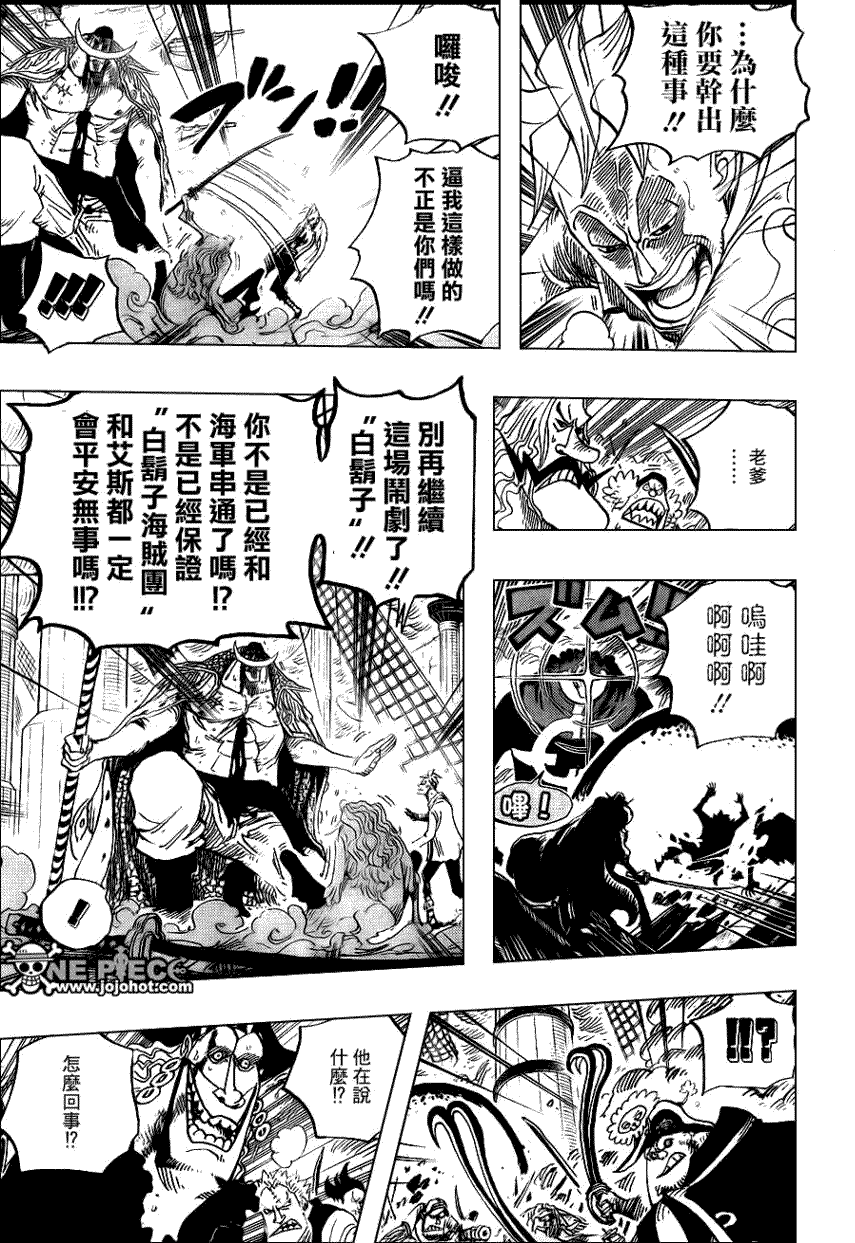 …為什麼
你要幹出
這種事!!
囉唆!!
逼我這樣做的
不正是你們嗎!!
!!!
老爹
……
嗚哇啊
啊啊啊!!
ズム!!
嗶!
別再繼續
這場鬧劇了!!
“白鬍子”!!
你不是已經和
海軍串通了嗎!?
不是已經保證
“白鬍子海賊團”
和艾斯都一定
會平安無事嗎!!?
!
ONE PIECE
www.jojohot.com
!!?
他在說
什麼!?
怎麼回事!?